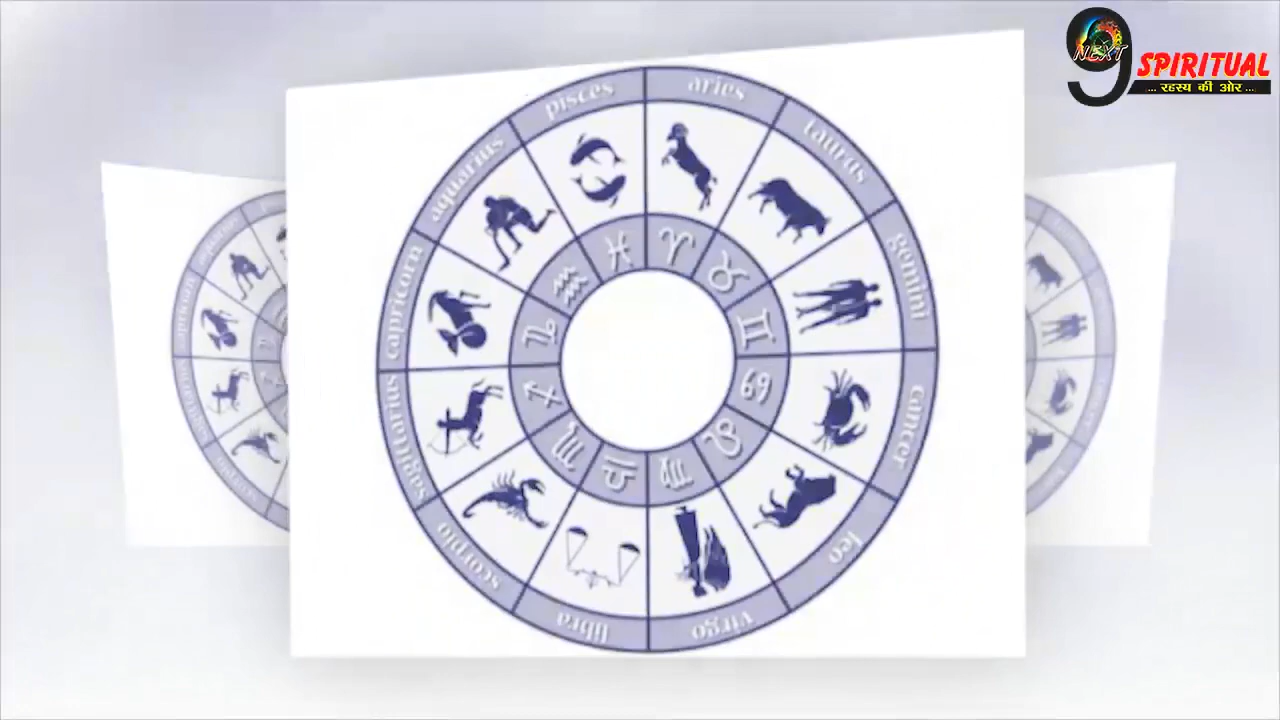 9
NEXT
SPIRITUAL
... रहस्य की ओर ...
pisces
aries
taurus
gemini
cancer
leo
virgo
libra
scorpio
sagittarius
capricorn
aquarius